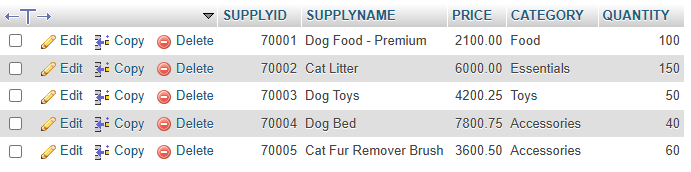 SUPPLYID SUPPLYNAME PRICE CATEGORY QUANTITY
Edit Copy Delete 70001 Dog Food - Premium 2100.00 Food 100
Edit Copy Delete 70002 Cat Litter 6000.00 Essentials 150
Edit Copy Delete 70003 Dog Toys 4200.25 Toys 50
Edit Copy Delete 70004 Dog Bed 7800.75 Accessories 40
Edit Copy Delete 70005 Cat Fur Remover Brush 3600.50 Accessories 60